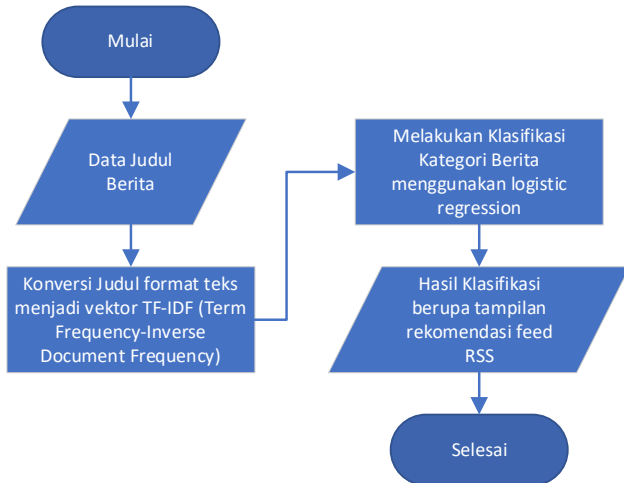 Mulai
Data Judul
Berita
Konversi Judul format teks
menjadi vektor TF-IDF (Term
Frequency-Inverse
Document Frequency)
Melakukan Klasifikasi
Kategori Berita
menggunakan logistic
regression
Hasil Klasifikasi
berupa tampilan
rekomendasi feed
RSS
Selesai